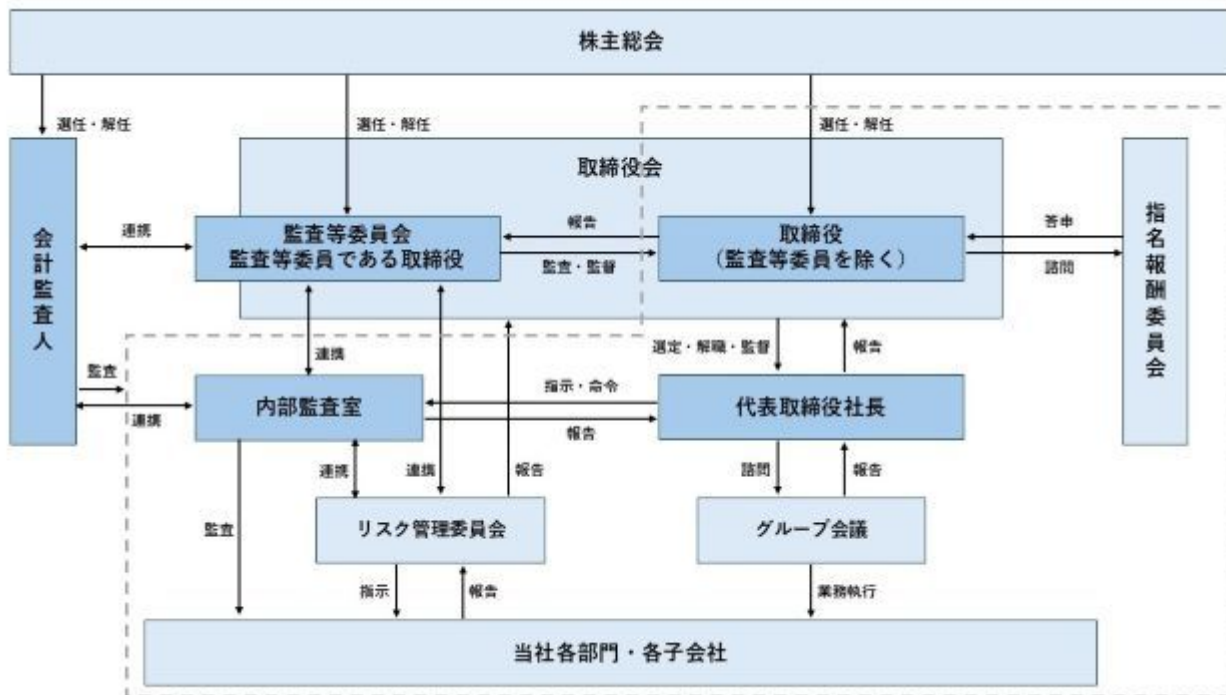 株主総会
選任・解任
選任・解任
選任・解任
取締役会
会計監査人
連携
監査等委員会
監査等委員である取締役
報告
監査・監督
取締役
(監査等委員を除く)
答申
諮問
指名報酬委員会
連携
選定・解職・監督
報告
監査
連携
内部監査室
指示・命令
報告
代表取締役社長
連携
連携
報告
諮問
報告
監査
リスク管理委員会
グループ会議
指示
報告
業務執行
当社各部門・各子会社